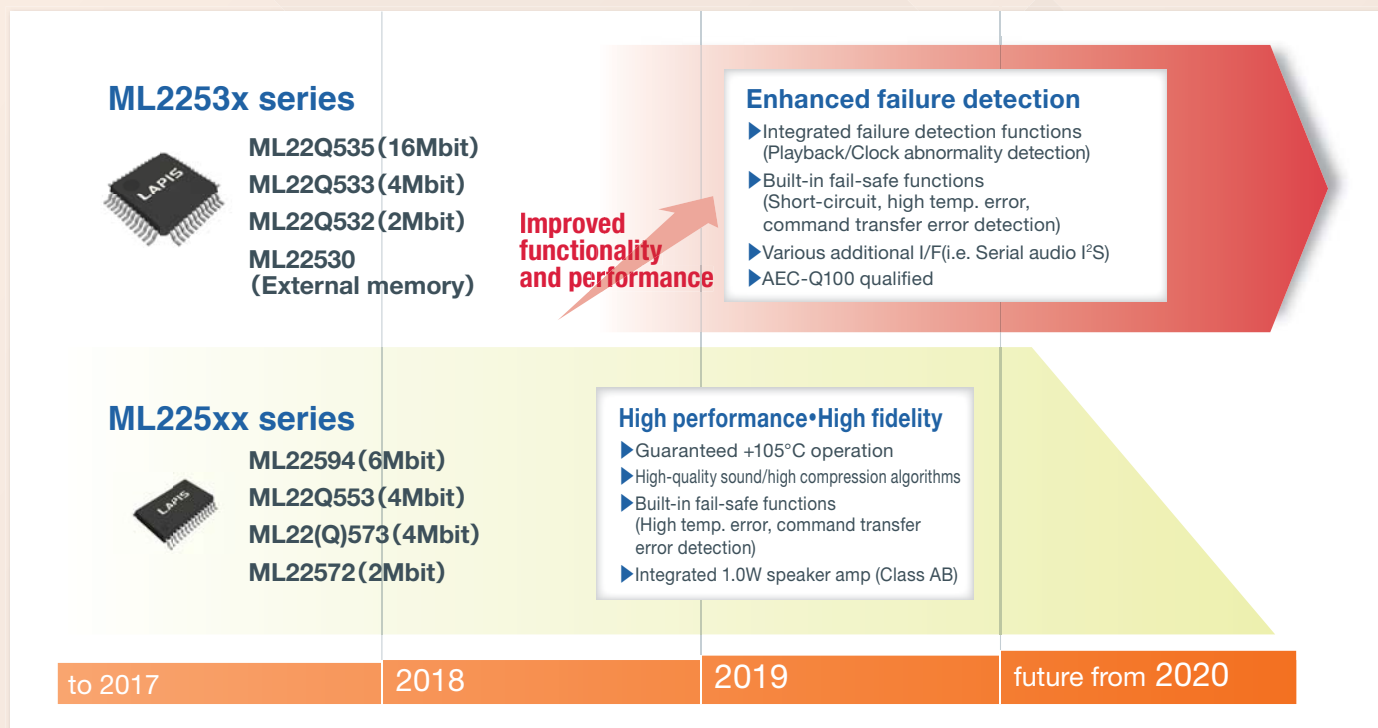 ML2253x series
LAPIS
ML22Q535(16Mbit)
ML22Q533(4Mbit)
ML22Q532(2Mbit)
ML22530
(External memory)
Improved
functionality
and performance
Enhanced failure detection
▶Integrated failure detection functions
(Playback/Clock abnormality detection)
▶Built-in fail-safe functions
(Short-circuit, high temp. error,
command transfer error detection)
▶Various additional I/F(i.e. Serial audio I²S)
▶AEC-Q100 qualified
ML225xx series
LAPIS
ML22594(6Mbit)
ML22Q553(4Mbit)
ML22(Q)573(4Mbit)
ML22572(2Mbit)
High performance•High fidelity
▶Guaranteed +105°C operation
▶High-quality sound/high compression algorithms
▶Built-in fail-safe functions
(High temp. error, command transfer
error detection)
▶Integrated 1.0W speaker amp (Class AB)
to 2017
2018
2019
future from 2020